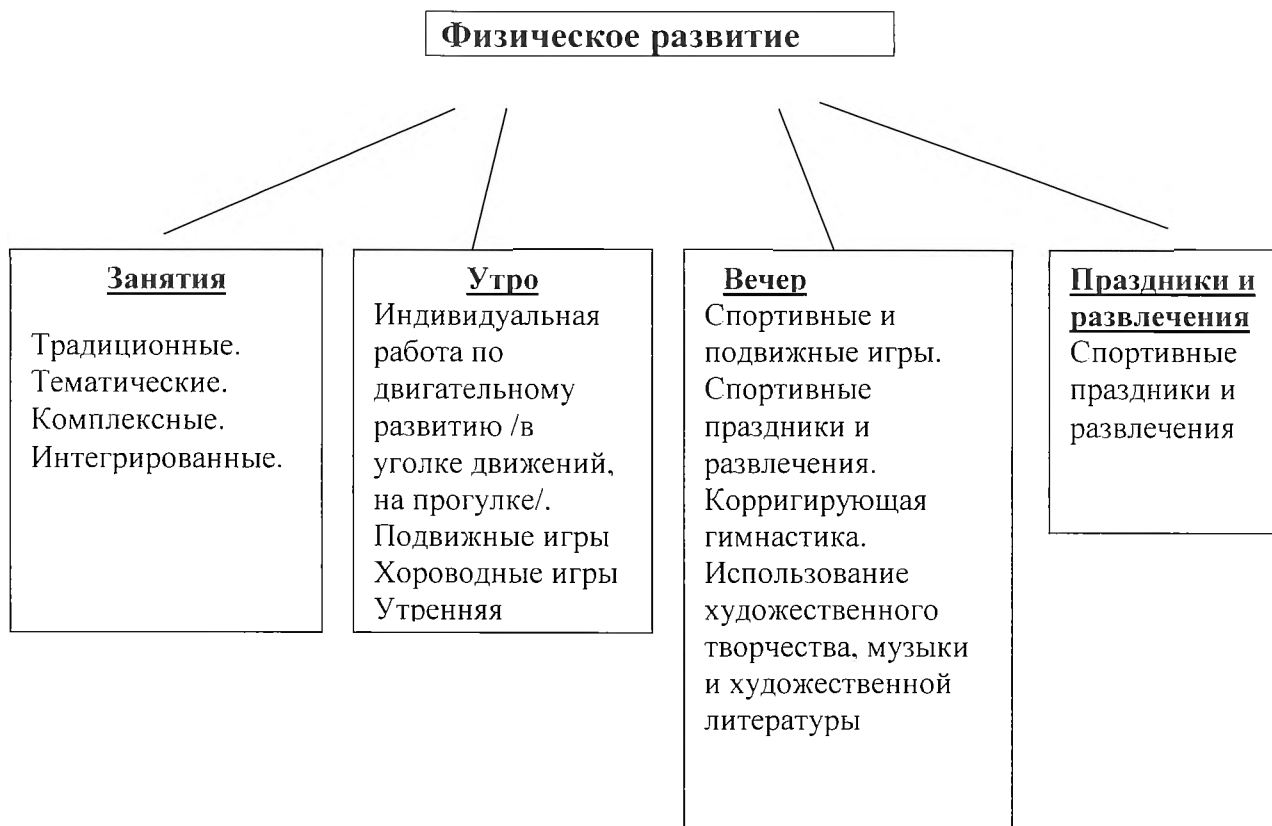 Физическое развитие
Занятия
Традиционные.
Тематические.
Комплексные.
Интегрированные.
Утро
Индивидуальная
работа по
двигательному
развитию /в
уголке движений,
на прогулке/.
Подвижные игры
Хороводные игры
Утренняя
Вечер
Спортивные и
подвижные игры.
Спортивные
праздники и
развлечения.
Корригирующая
гимнастика.
Использование
художественного
творчества, музыки
и художественной
литературы
Праздники и
развлечения
Спортивные
праздники и
развлечения